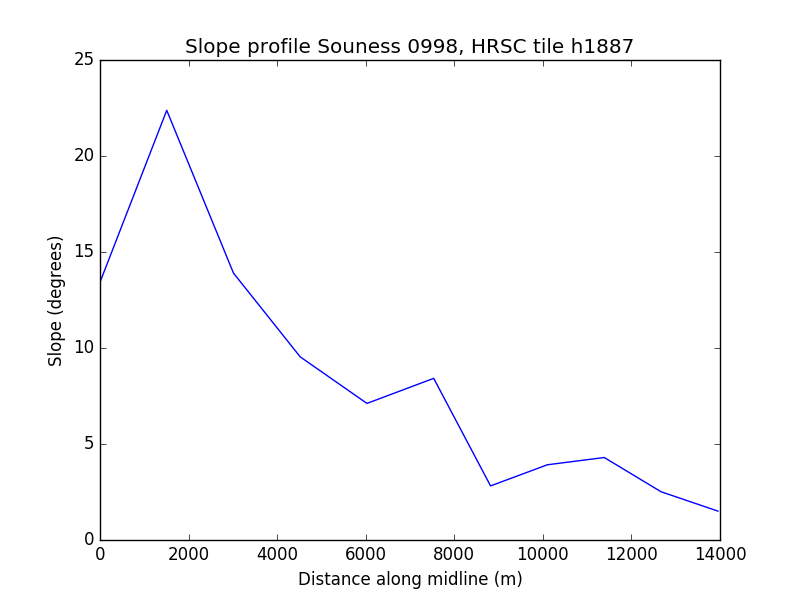 Slope profile Souness 0998, HRSC tile h1887
25
20
15
10
5
0
Slope (degrees)
0 2000 4000 6000 8000 10000 12000 14000
Distance along midline (m)